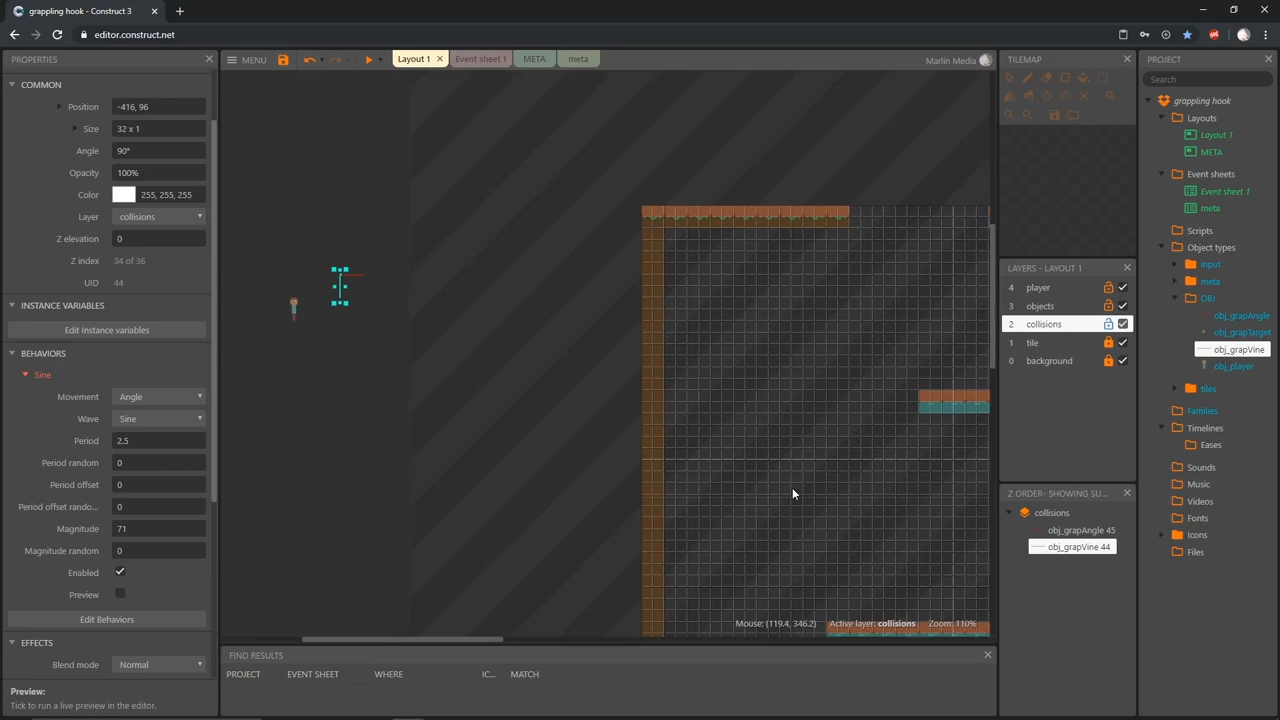 grappling hook - Construct 3
editor.construct.net
PROPERTIES
COMMON
Position -416, 96
Size 32 x 1
Angle 90°
Opacity 100%
Color 255, 255, 255
Layer collisions
Z elevation 0
Z index 34 of 36
UID 44
INSTANCE VARIABLES
Edit Instance variables
BEHAVIORS
Sine
Movement Angle
Wave Sine
Period 2.5
Period random 0
Period offset 0
Period offset rando... 0
Magnitude 71
Magnitude random 0
Enabled
Preview
Edit Behaviors
EFFECTS
Blend mode Normal
Preview:
Tick to run a live preview in the editor.
MENU
Layout 1
Event sheet 1
META
meta
Marlin Media
Mouse: (119.4, 346.2) Active layer: collisions Zoom: 110%
FIND RESULTS
PROJECT EVENT SHEET WHERE IC... MATCH
TILEMAP
LAYERS - LAYOUT 1
4 player
3 objects
2 collisions
1 tile
0 background
Z ORDER- SHOWING SU...
collisions
obj_grapAngle 45
obj_grapVine 44
PROJECT
Search
grappling hook
Layouts
Layout 1
META
Event sheets
Event sheet 1
meta
Scripts
Object types
input
meta
OBJ
obj_grapAngle
obj_grapTarget
obj_grapVine
obj_player
tiles
Families
Timelines
Eases
Sounds
Music
Videos
Fonts
Icons
Files